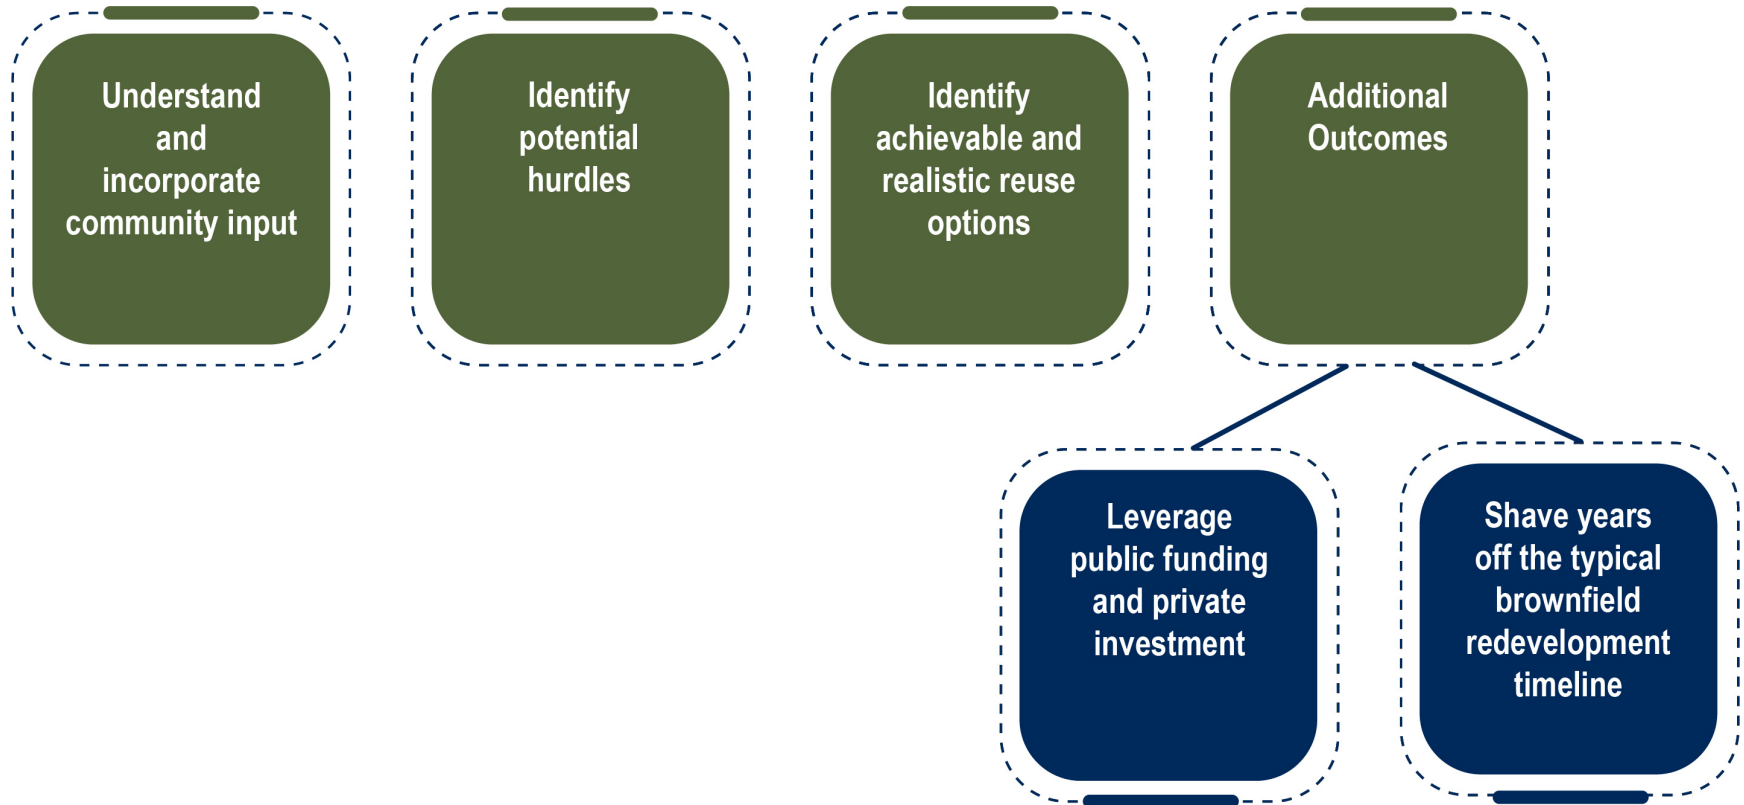 Understand
and
incorporate
community input
Identify
potential
hurdles
Identify
achievable and
realistic reuse
options
Additional
Outcomes
Leverage
public funding
and private
investment
Shave years
off the typical
brownfield
redevelopment
timeline